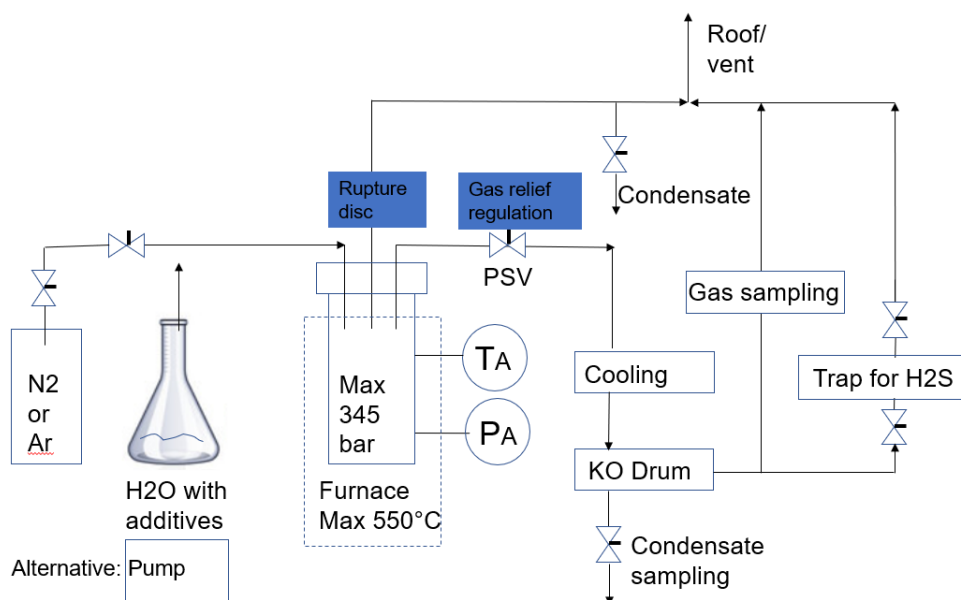 Roof/
vent
Rupture
disc
Gas relief
regulation
Condensate
PSV
Gas sampling
N2
or
Ar
Max
345
bar
TA
PA
Cooling
Trap for H2S
KO Drum
H2O with
additives
Furnace
Max 550°C
Condensate
sampling
Alternative: Pump